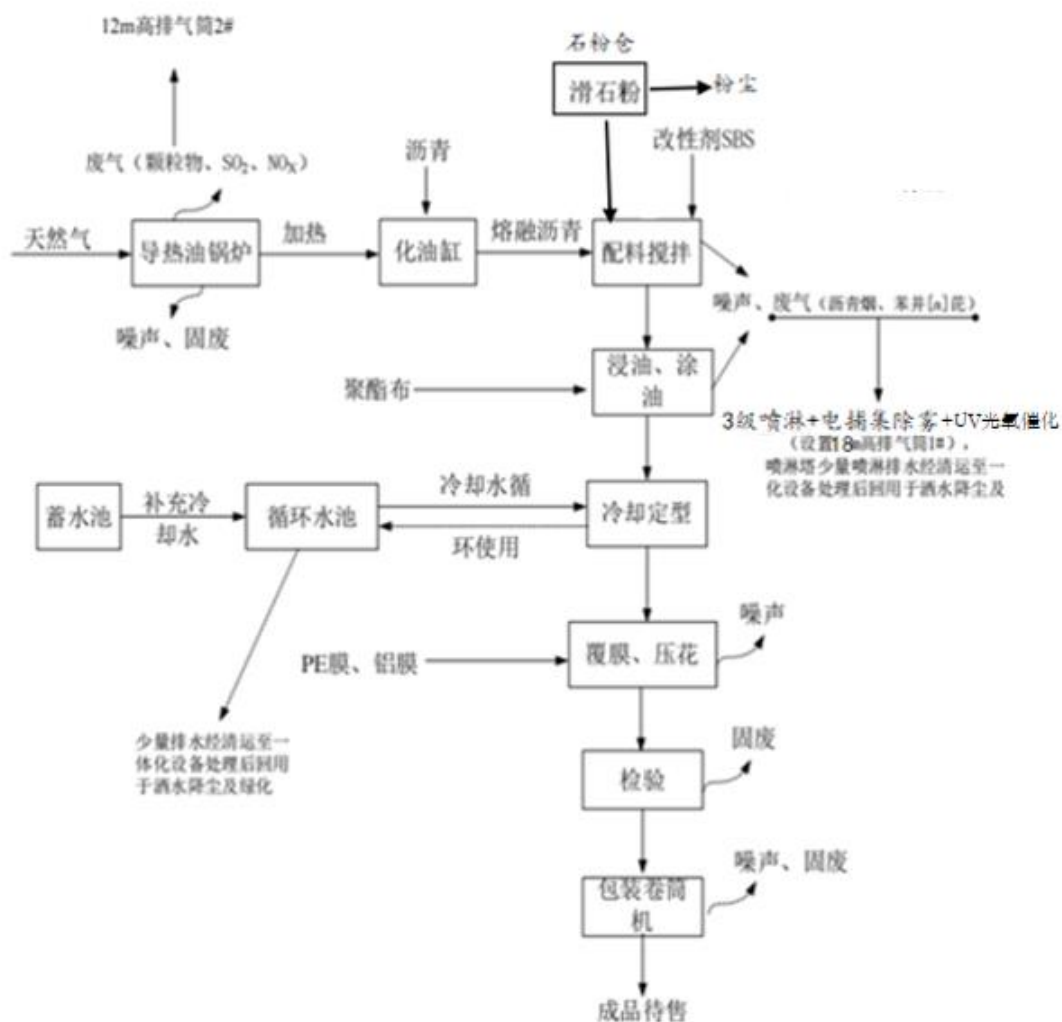 12m高排气筒2#
石粉仓
滑石粉
粉尘
改性剂SBS
废气（颗粒物、SO₂、NOX）
沥青
天然气
导热油锅炉
加热
化油缸
熔融沥青
配料搅拌
噪声、固废
噪声、废气（沥青烟、苯并[a]芘）
聚酯布
浸油、涂
油
3级喷淋+电捕集除雾+UV光氧催化
（设置18m高排气筒1#），
喷淋塔少量喷淋排水经清运至一
化设备处理后回用于洒水降尘及
蓄水池
补充冷
却水
循环水池
冷却水循
环使用
冷却定型
噪声
PE膜、铝膜
覆膜、压花
少量排水经清运至一
体化设备处理后回用
于洒水降尘及绿化
固废
检验
噪声、固废
包装卷筒
机
成品待售